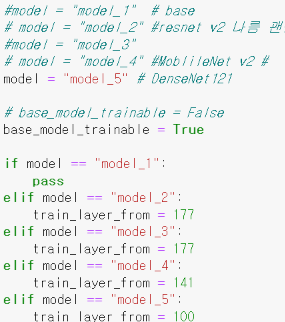 #model = "model_1"  # base
# model = "model_2" #resnet v2 나름 괜
#model = "model_3"
# model = "model_4" #MoblileNet v2 #
model = "model_5" # DenseNet121

# base_model_trainable = False
base_model_trainable = True

if model == "model_1":
    pass
elif model == "model_2":
    train_layer_from = 177
elif model == "model_3":
    train_layer_from = 177
elif model == "model_4":
    train_layer_from = 141
elif model == "model_5":
    train_layer_from = 100